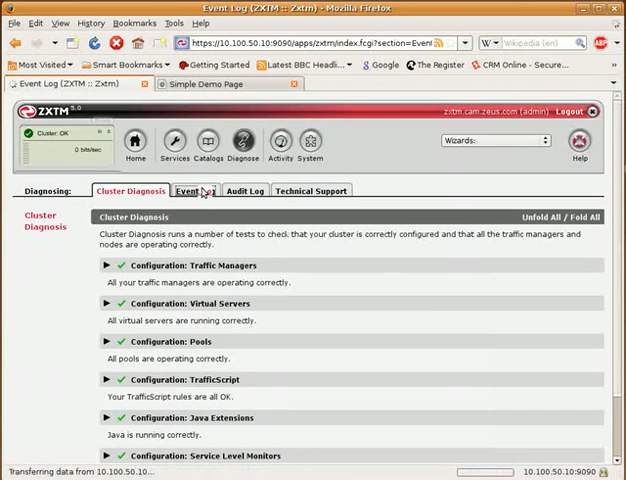 Event Log (ZXTM :: Zxtm) - Mozilla Firefox
File Edit View History Bookmarks Tools Help
https://10.100.50.10:9090/apps/zxtm/index.fcgi?section=Event
W Wikipedia (en)
ABP
Most Visited Smart Bookmarks Latest BBC Headli... Google The Register CRM Online - Secure...
Event Log (ZXTM :: Zxtm) Simple Demo Page
ZXTM 5.0 zxtm.cam.zeus.com (admin) Logout
Cluster: OK
0 bit/sec
Wizards:
Home Services Catalogs Diagnose Activity System Help
Diagnosing: Cluster Diagnosis Event Log Audit Log Technical Support
Cluster Diagnosis
Cluster Diagnosis Unfold All / Fold All
Cluster Diagnosis runs a number of tests to check that your cluster is correctly configured and that all the traffic managers and
nodes are operating correctly.
Configuration: Traffic Managers
All your traffic managers are operating correctly.
Configuration: Virtual Servers
All virtual servers are running correctly.
Configuration: Pools
All pools are operating correctly.
Configuration: TrafficScript
Your TrafficScript rules are all OK.
Configuration: Java Extensions
Java is running correctly.
Configuration: Service Level Monitors
Transferring data from 10.100.50.10... 10.100.50.10:9090